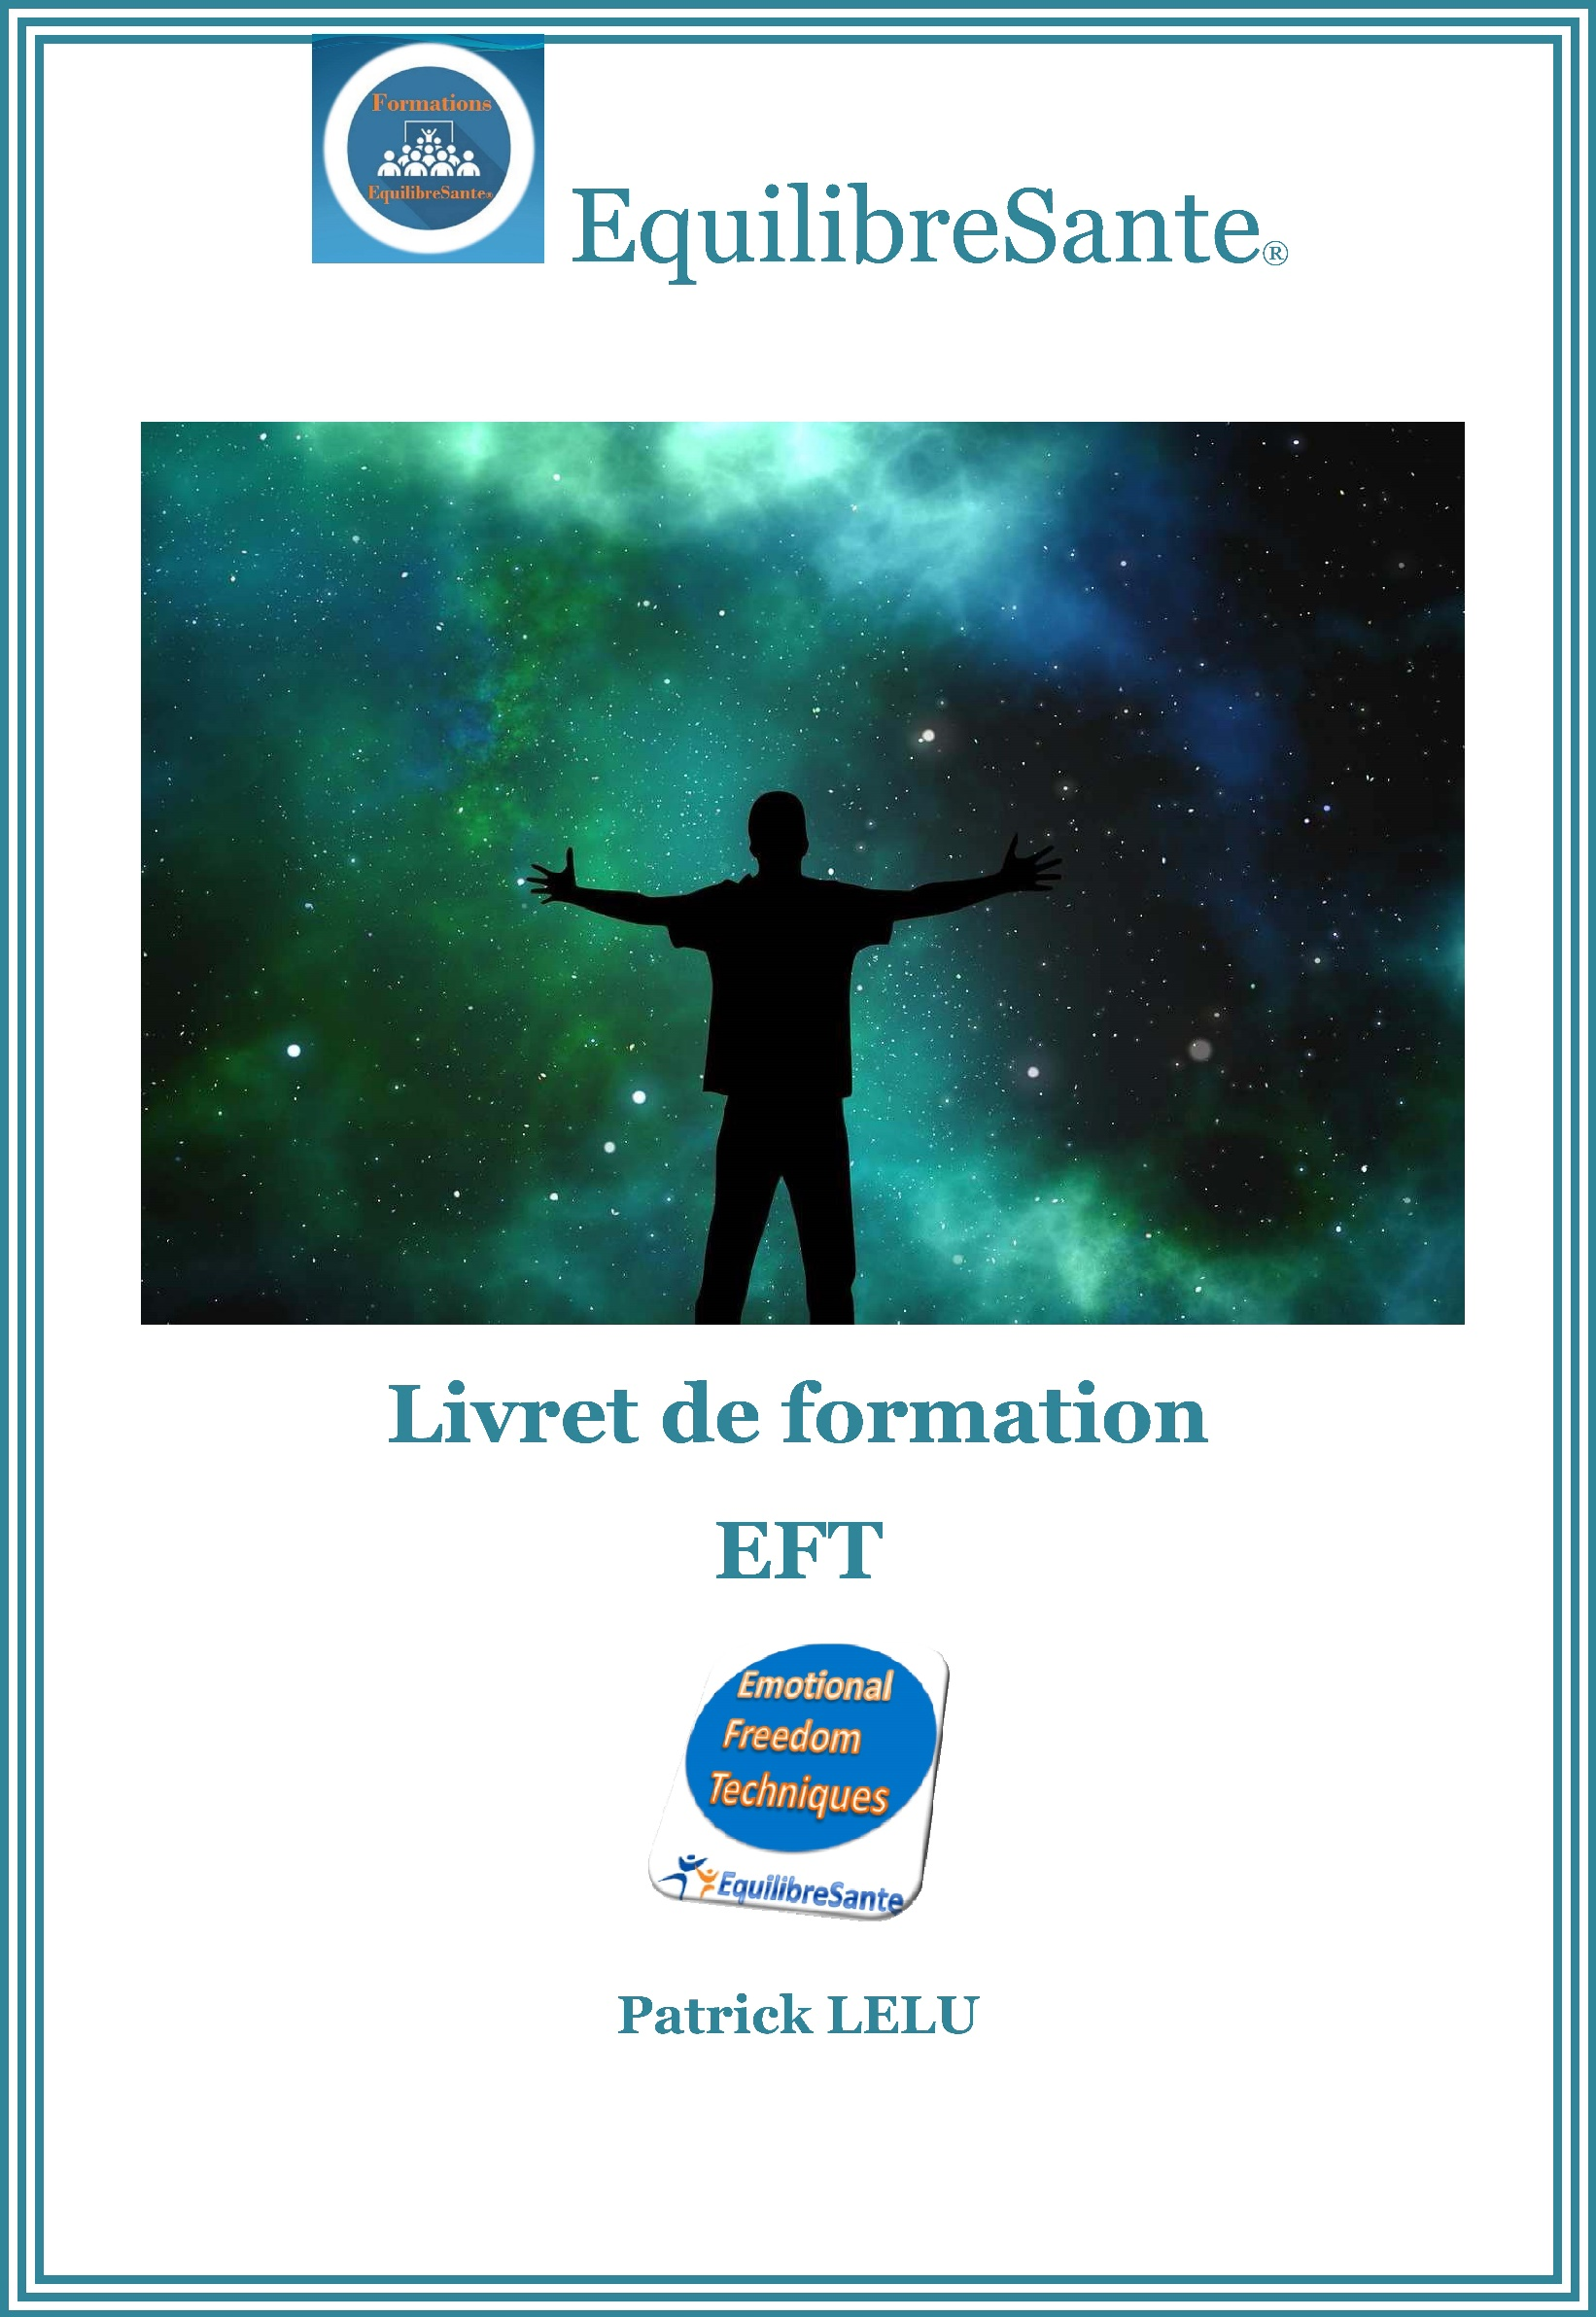 Formations
EquilibreSante®
EquilibreSante®
Livret de formation
EFT
Emotional
Freedom
Techniques
EquilibreSante
Patrick LELU